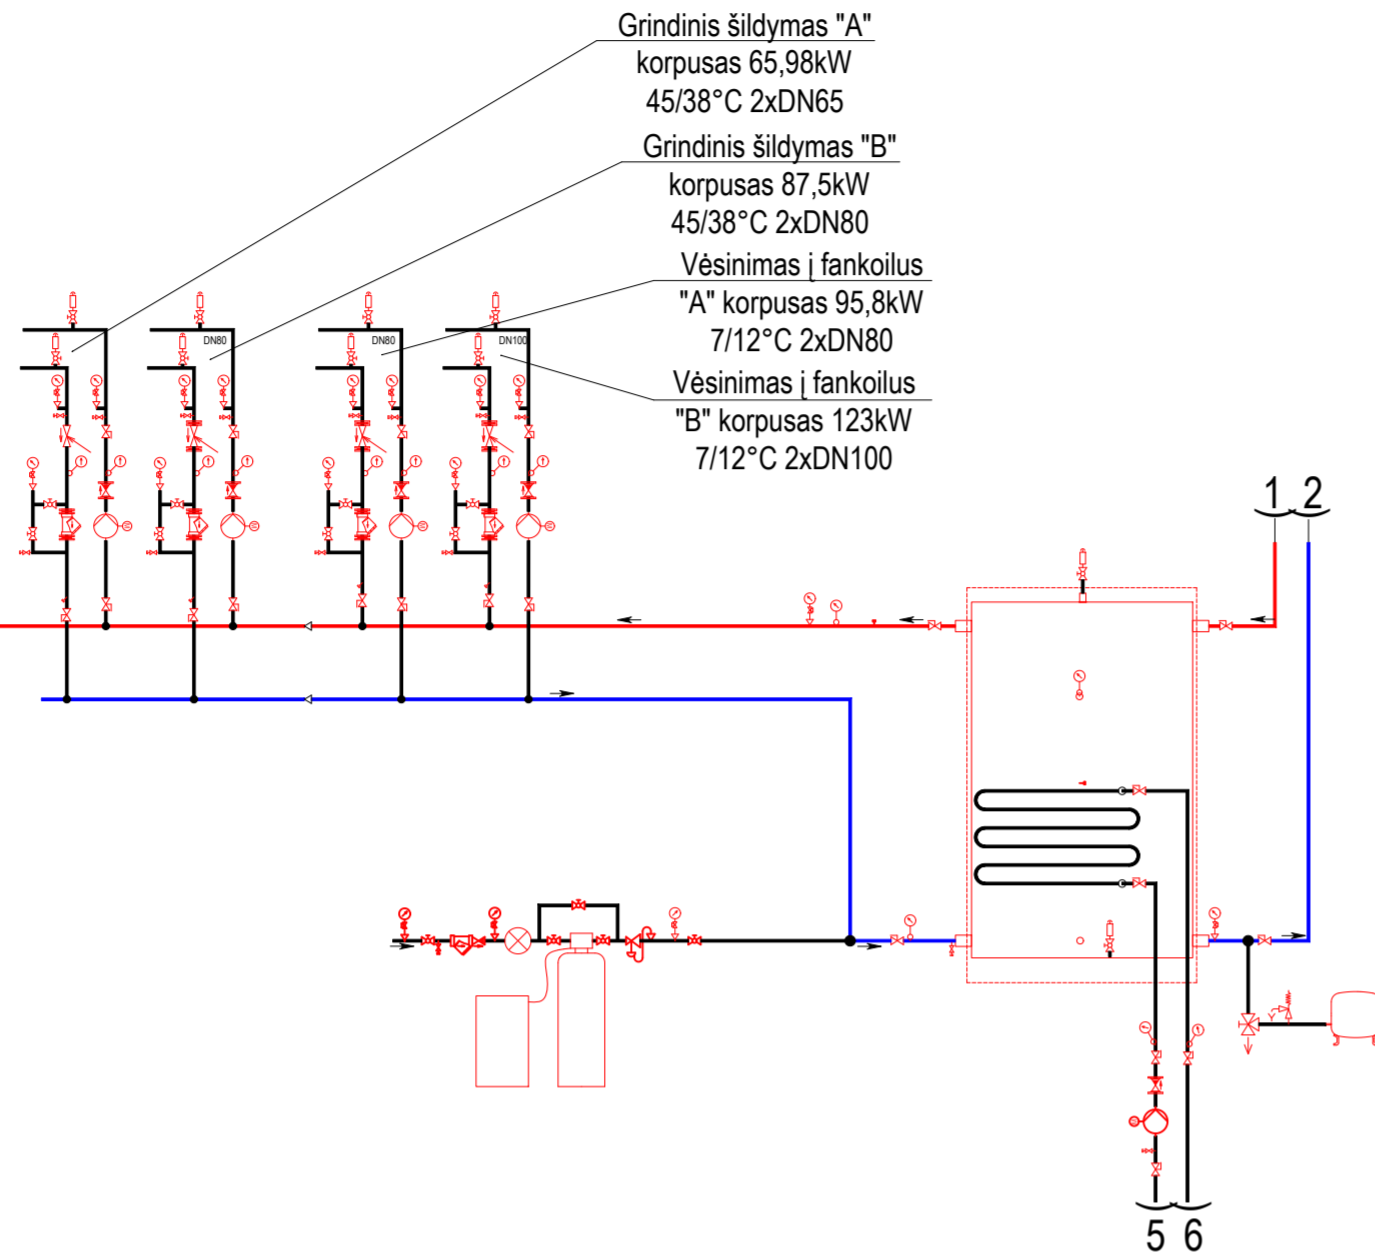 Grindinis šildymas "A"
korpusas 65,98kW
45/38°C 2xDN65
Grindinis šildymas "B"
korpusas 87,5kW
45/38°C 2xDN80
Vėsinimas į fankoilus
"A" korpusas 95,8kW
7/12°C 2xDN80
Vėsinimas į fankoilus
"B" korpusas 123kW
7/12°C 2xDN100
DN80
DN80
DN100
1 2
5 6